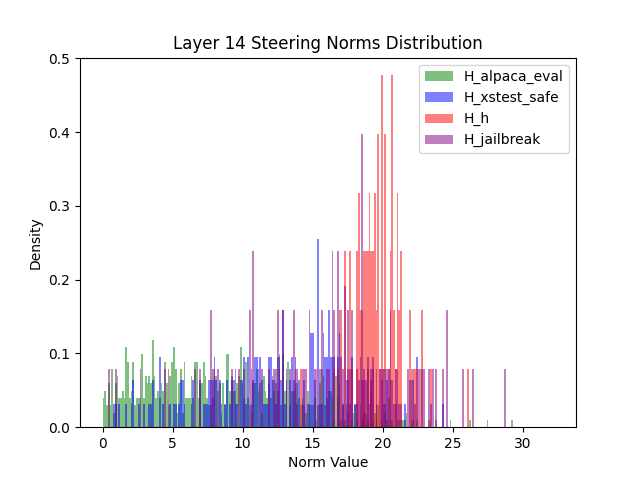 Layer 14 Steering Norms Distribution
H_alpaca_eval
H_xstest_safe
H_h
H_jailbreak
Density
0.5
0.4
0.3
0.2
0.1
0.0
0
5
10
15
20
25
30
Norm Value